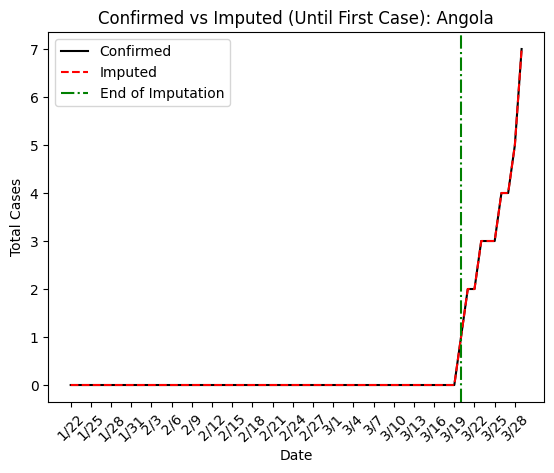 Confirmed vs Imputed (Until First Case): Angola
Confirmed
Imputed
End of Imputation
Total Cases
7
6
5
4
3
2
1
0
1/22 1/25 1/28 1/31 2/3 2/6 2/9 2/12 2/15 2/18 2/21 2/24 2/27 3/1 3/4 3/7 3/10 3/13 3/16 3/19 3/22 3/25 3/28
Date